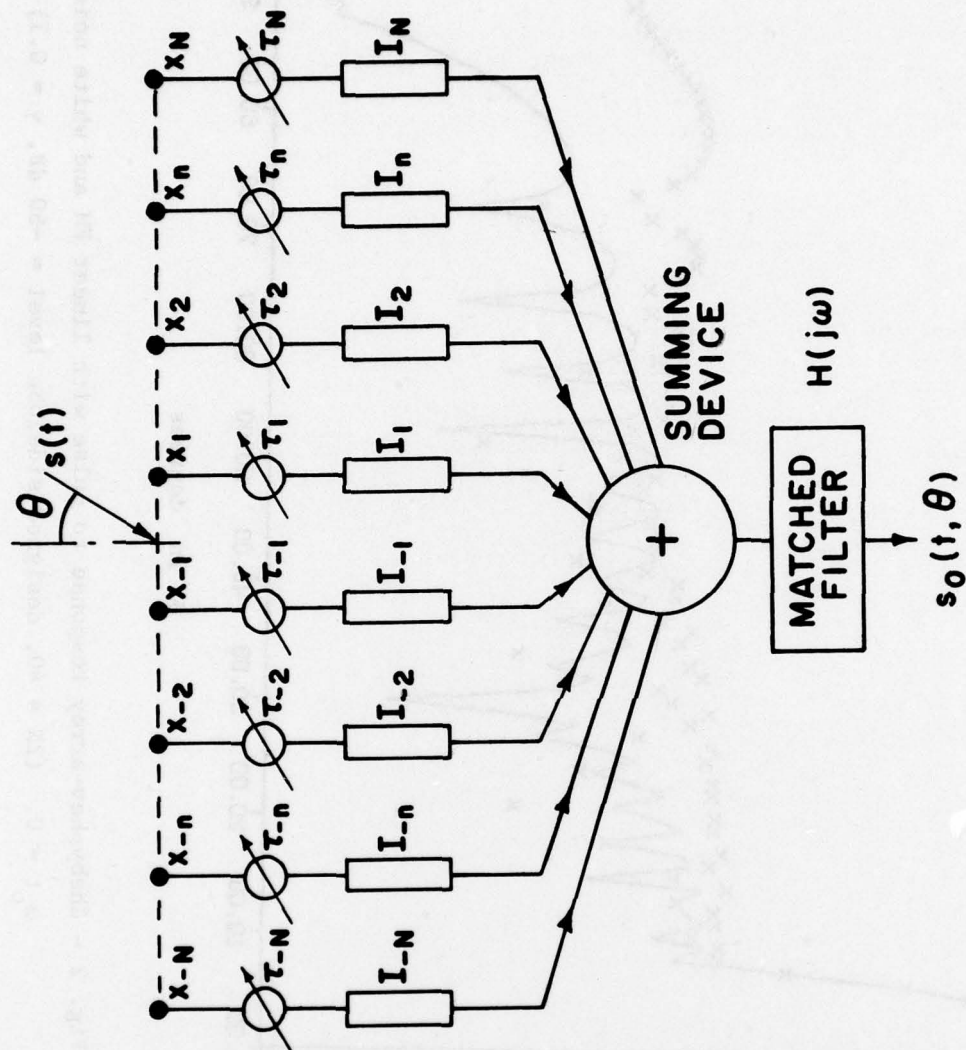 θ
s(t)
x-N x-n x-2 x-1 x1 x2 xn xN
τ-N τ-n τ-2 τ-1 τ1 τ2 τn τN
I-N I-n I-2 I-1 I1 I2 In IN
+
SUMMING
DEVICE
MATCHED
FILTER
H(jω)
s0(t,θ)